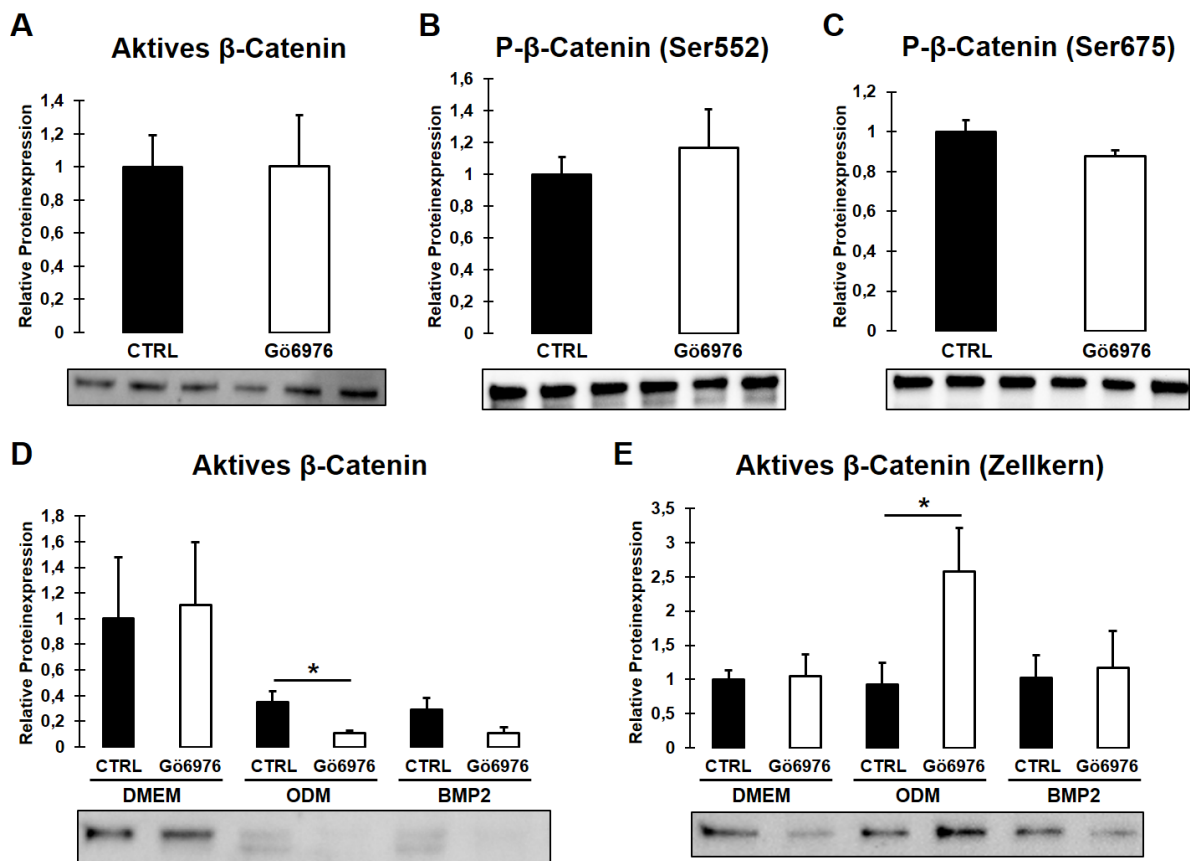 A
Aktives β-Catenin
Relative Proteinexpression
1,4
1,2
1
0,8
0,6
0,4
0,2
0
CTRL Gö6976
B
P-β-Catenin (Ser552)
Relative Proteinexpression
1,6
1,4
1,2
1
0,8
0,6
0,4
0,2
0
CTRL Gö6976
C
P-β-Catenin (Ser675)
Relative Proteinexpression
1,2
1
0,8
0,6
0,4
0,2
0
CTRL Gö6976
D
Aktives β-Catenin
Relative Proteinexpression
1,8
1,6
1,4
1,2
1
0,8
0,6
0,4
0,2
0
*
CTRL Gö6976 CTRL Gö6976 CTRL Gö6976
DMEM ODM BMP2
E
Aktives β-Catenin (Zellkern)
Relative Proteinexpression
3,5
3
2,5
2
1,5
1
0,5
0
*
CTRL Gö6976 CTRL Gö6976 CTRL Gö6976
DMEM ODM BMP2